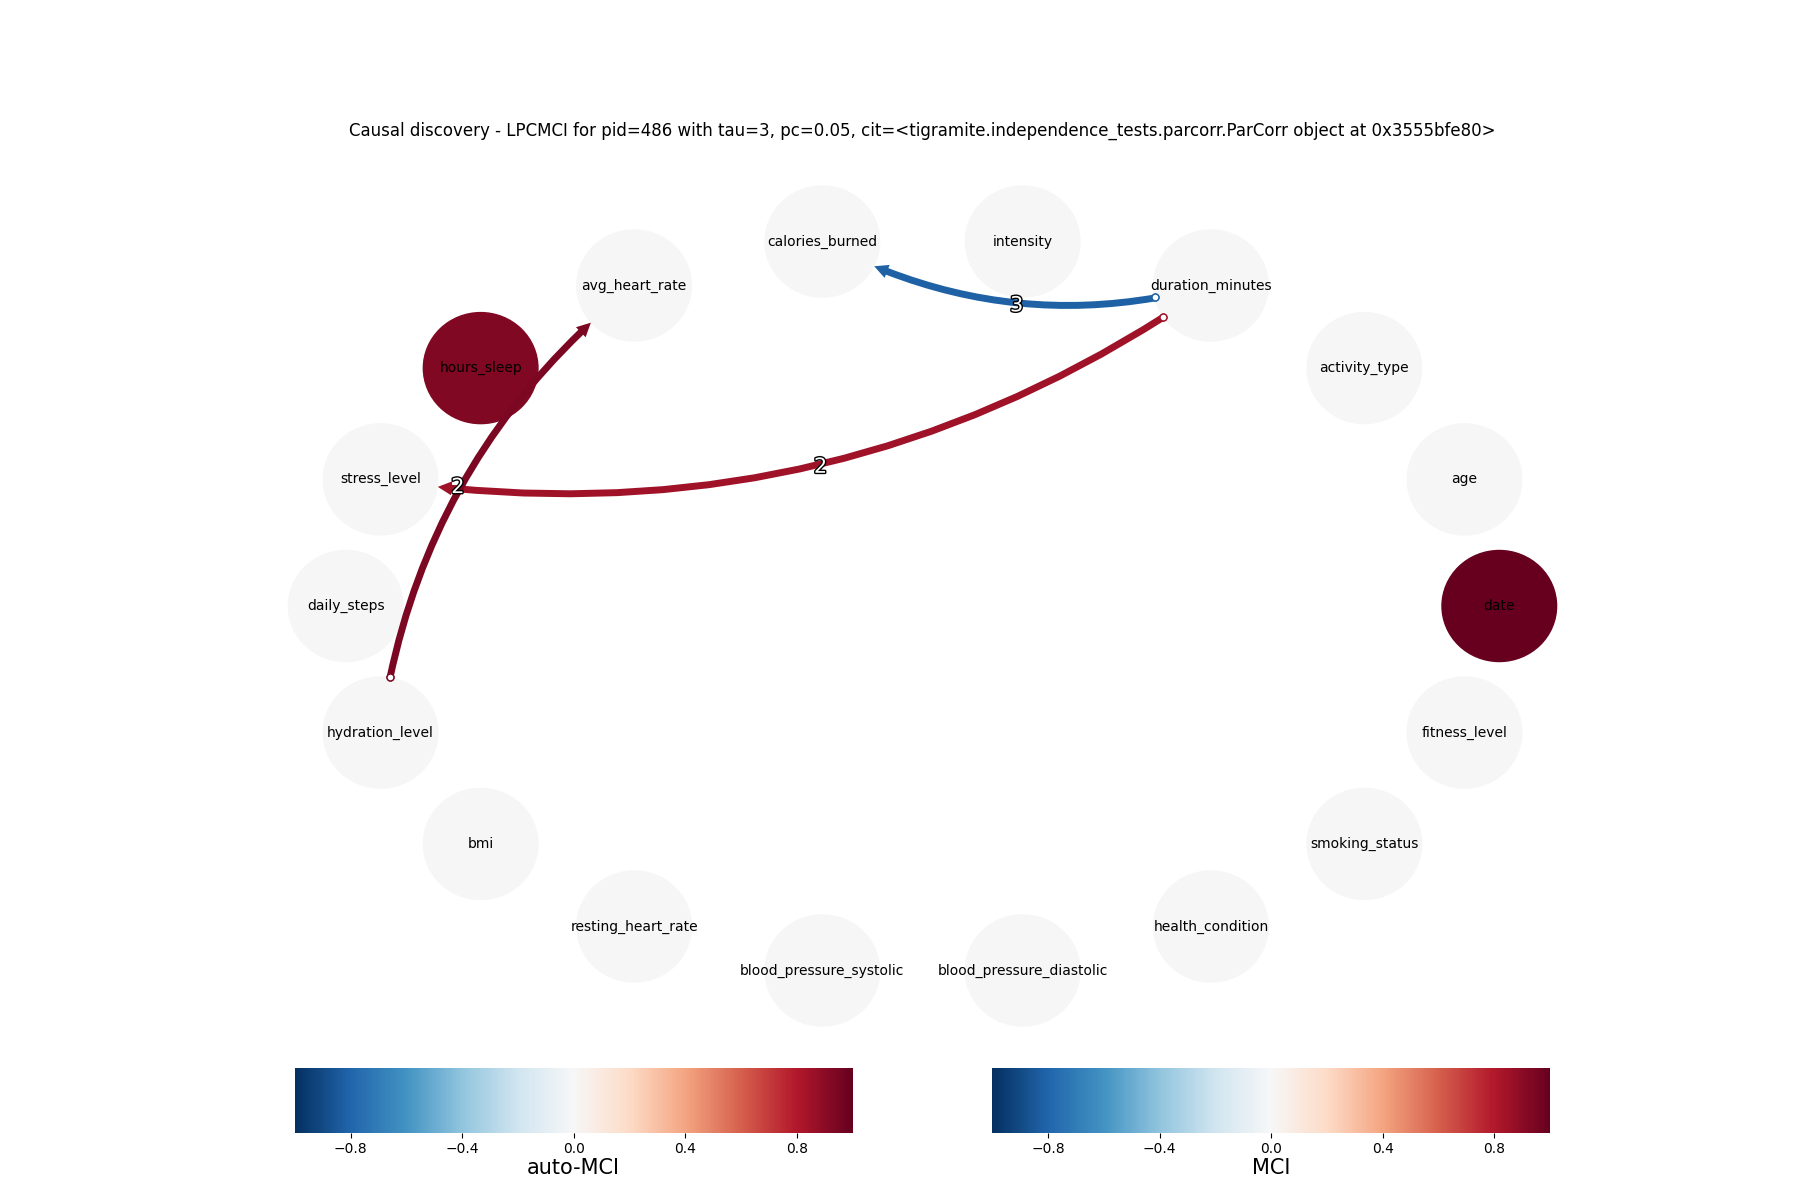 Causal discovery - LPCMCI for pid=486 with tau=3, pc=0.05, cit=<tigramite.independence_tests.parcorr.ParCorr object at 0x3555bfe80>
calories_burned
intensity
avg_heart_rate
duration_minutes
3
hours_sleep
activity_type
2
stress_level
2
age
daily_steps
date
hydration_level
fitness_level
bmi
smoking_status
resting_heart_rate
health_condition
blood_pressure_systolic
blood_pressure_diastolic
−0.8 −0.4 0.0 0.4 0.8
auto-MCI
−0.8 −0.4 0.0 0.4 0.8
MCI